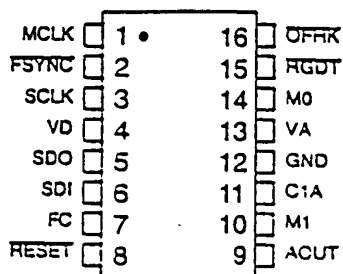 MCLK 1 16 OFHK
FSYNC 2 15 RGDT
SCLK 3 14 M0
VD 4 13 VA
SDO 5 12 GND
SDI 6 11 C1A
FC 7 10 M1
RESET 8 9 AOUT